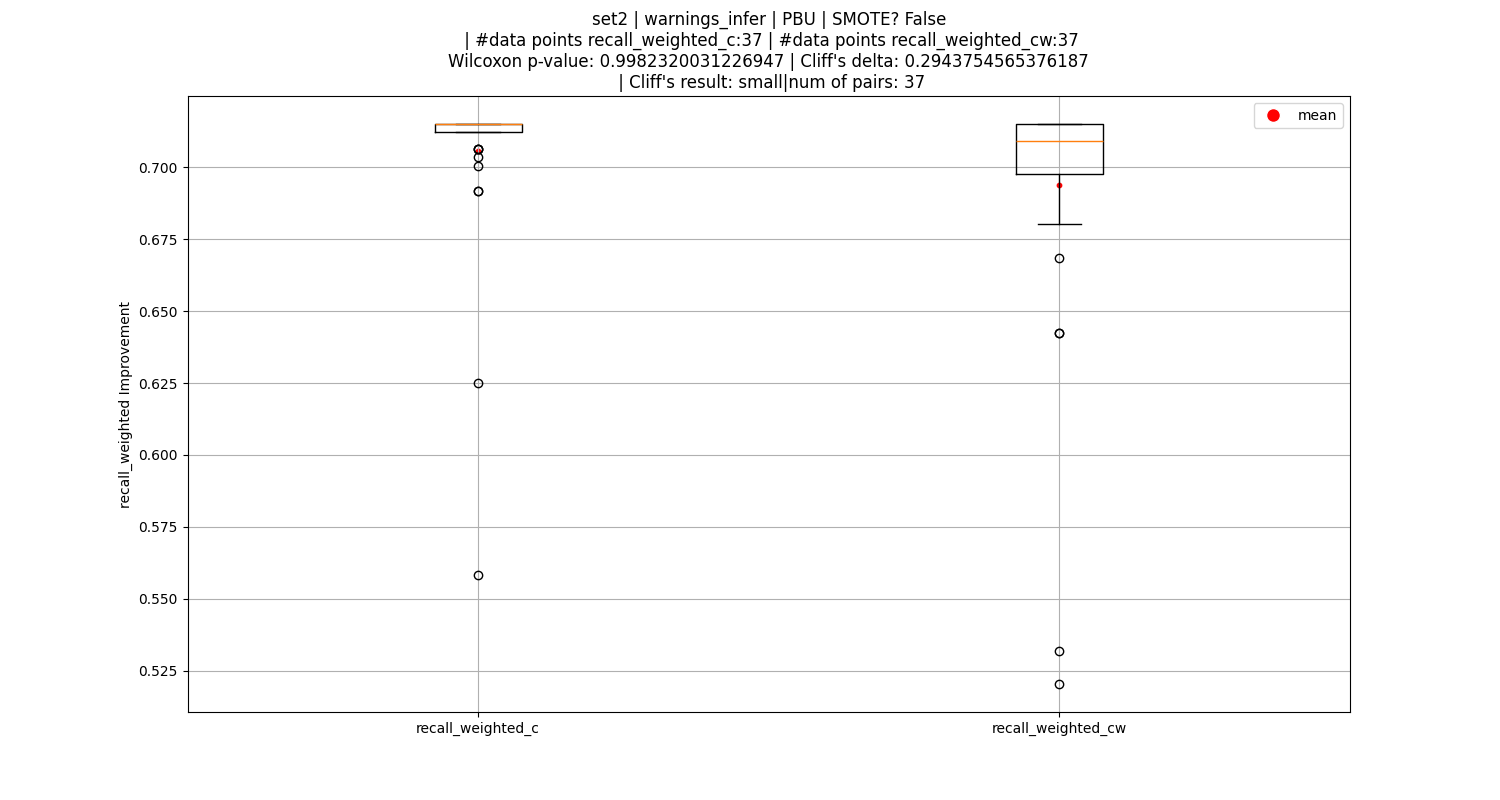 set2 | warnings_infer | PBU | SMOTE? False
| #data points recall_weighted_c:37 | #data points recall_weighted_cw:37
Wilcoxon p-value: 0.9982320031226947 | Cliff's delta: 0.2943754565376187
| Cliff's result: small|num of pairs: 37
mean
0.700
0.675
0.650
0.625
0.600
0.575
0.550
0.525
recall_weighted Improvement
recall_weighted_c
recall_weighted_cw